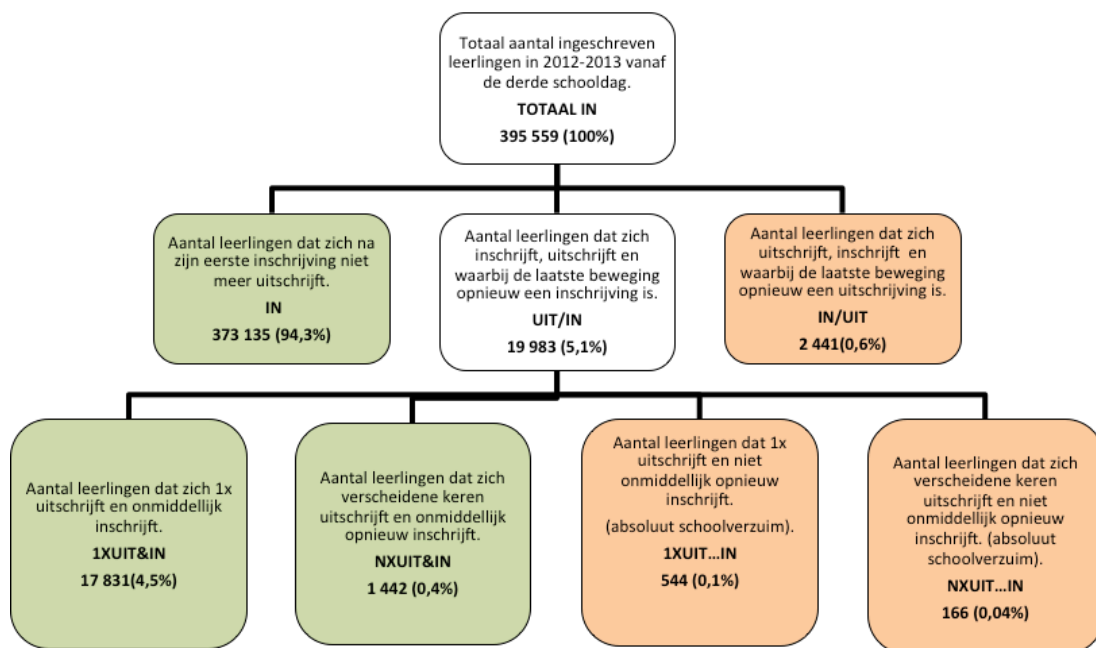 Totaal aantal ingeschreven
leerlingen in 2012-2013 vanaf
de derde schooldag.
TOTAAL IN
395 559 (100%)
Aantal leerlingen dat zich na
zijn eerste inschrijving niet
meer uitschrijft.
IN
373 135 (94,3%)
Aantal leerlingen dat zich
inschrijft, uitschrijft en
waarbij de laatste beweging
opnieuw een inschrijving is.
UIT/IN
19 983 (5,1%)
Aantal leerlingen dat zich
uitschrijft, inschrijft en
waarbij de laatste beweging
opnieuw een uitschrijving is.
IN/UIT
2 441(0,6%)
Aantal leerlingen dat zich 1x
uitschrijft en onmiddelijk
inschrijft.
1XUIT&IN
17 831(4,5%)
Aantal leerlingen dat zich
verscheidene keren
uitschrijft en onmiddellijk
opnieuw inschrijft.
NXUIT&IN
1 442 (0,4%)
Aantal leerlingen dat 1x
uitschrijft en niet
onmiddellijk opnieuw
inschrijft.
(absoluut schoolverzuim).
1XUIT...IN
544 (0,1%)
Aantal leerlingen dat zich
verscheidene keren
uitschrijft en niet
onmiddellijk opnieuw
inschrijft. (absoluut
schoolverzuim).
NXUIT...IN
166 (0,04%)